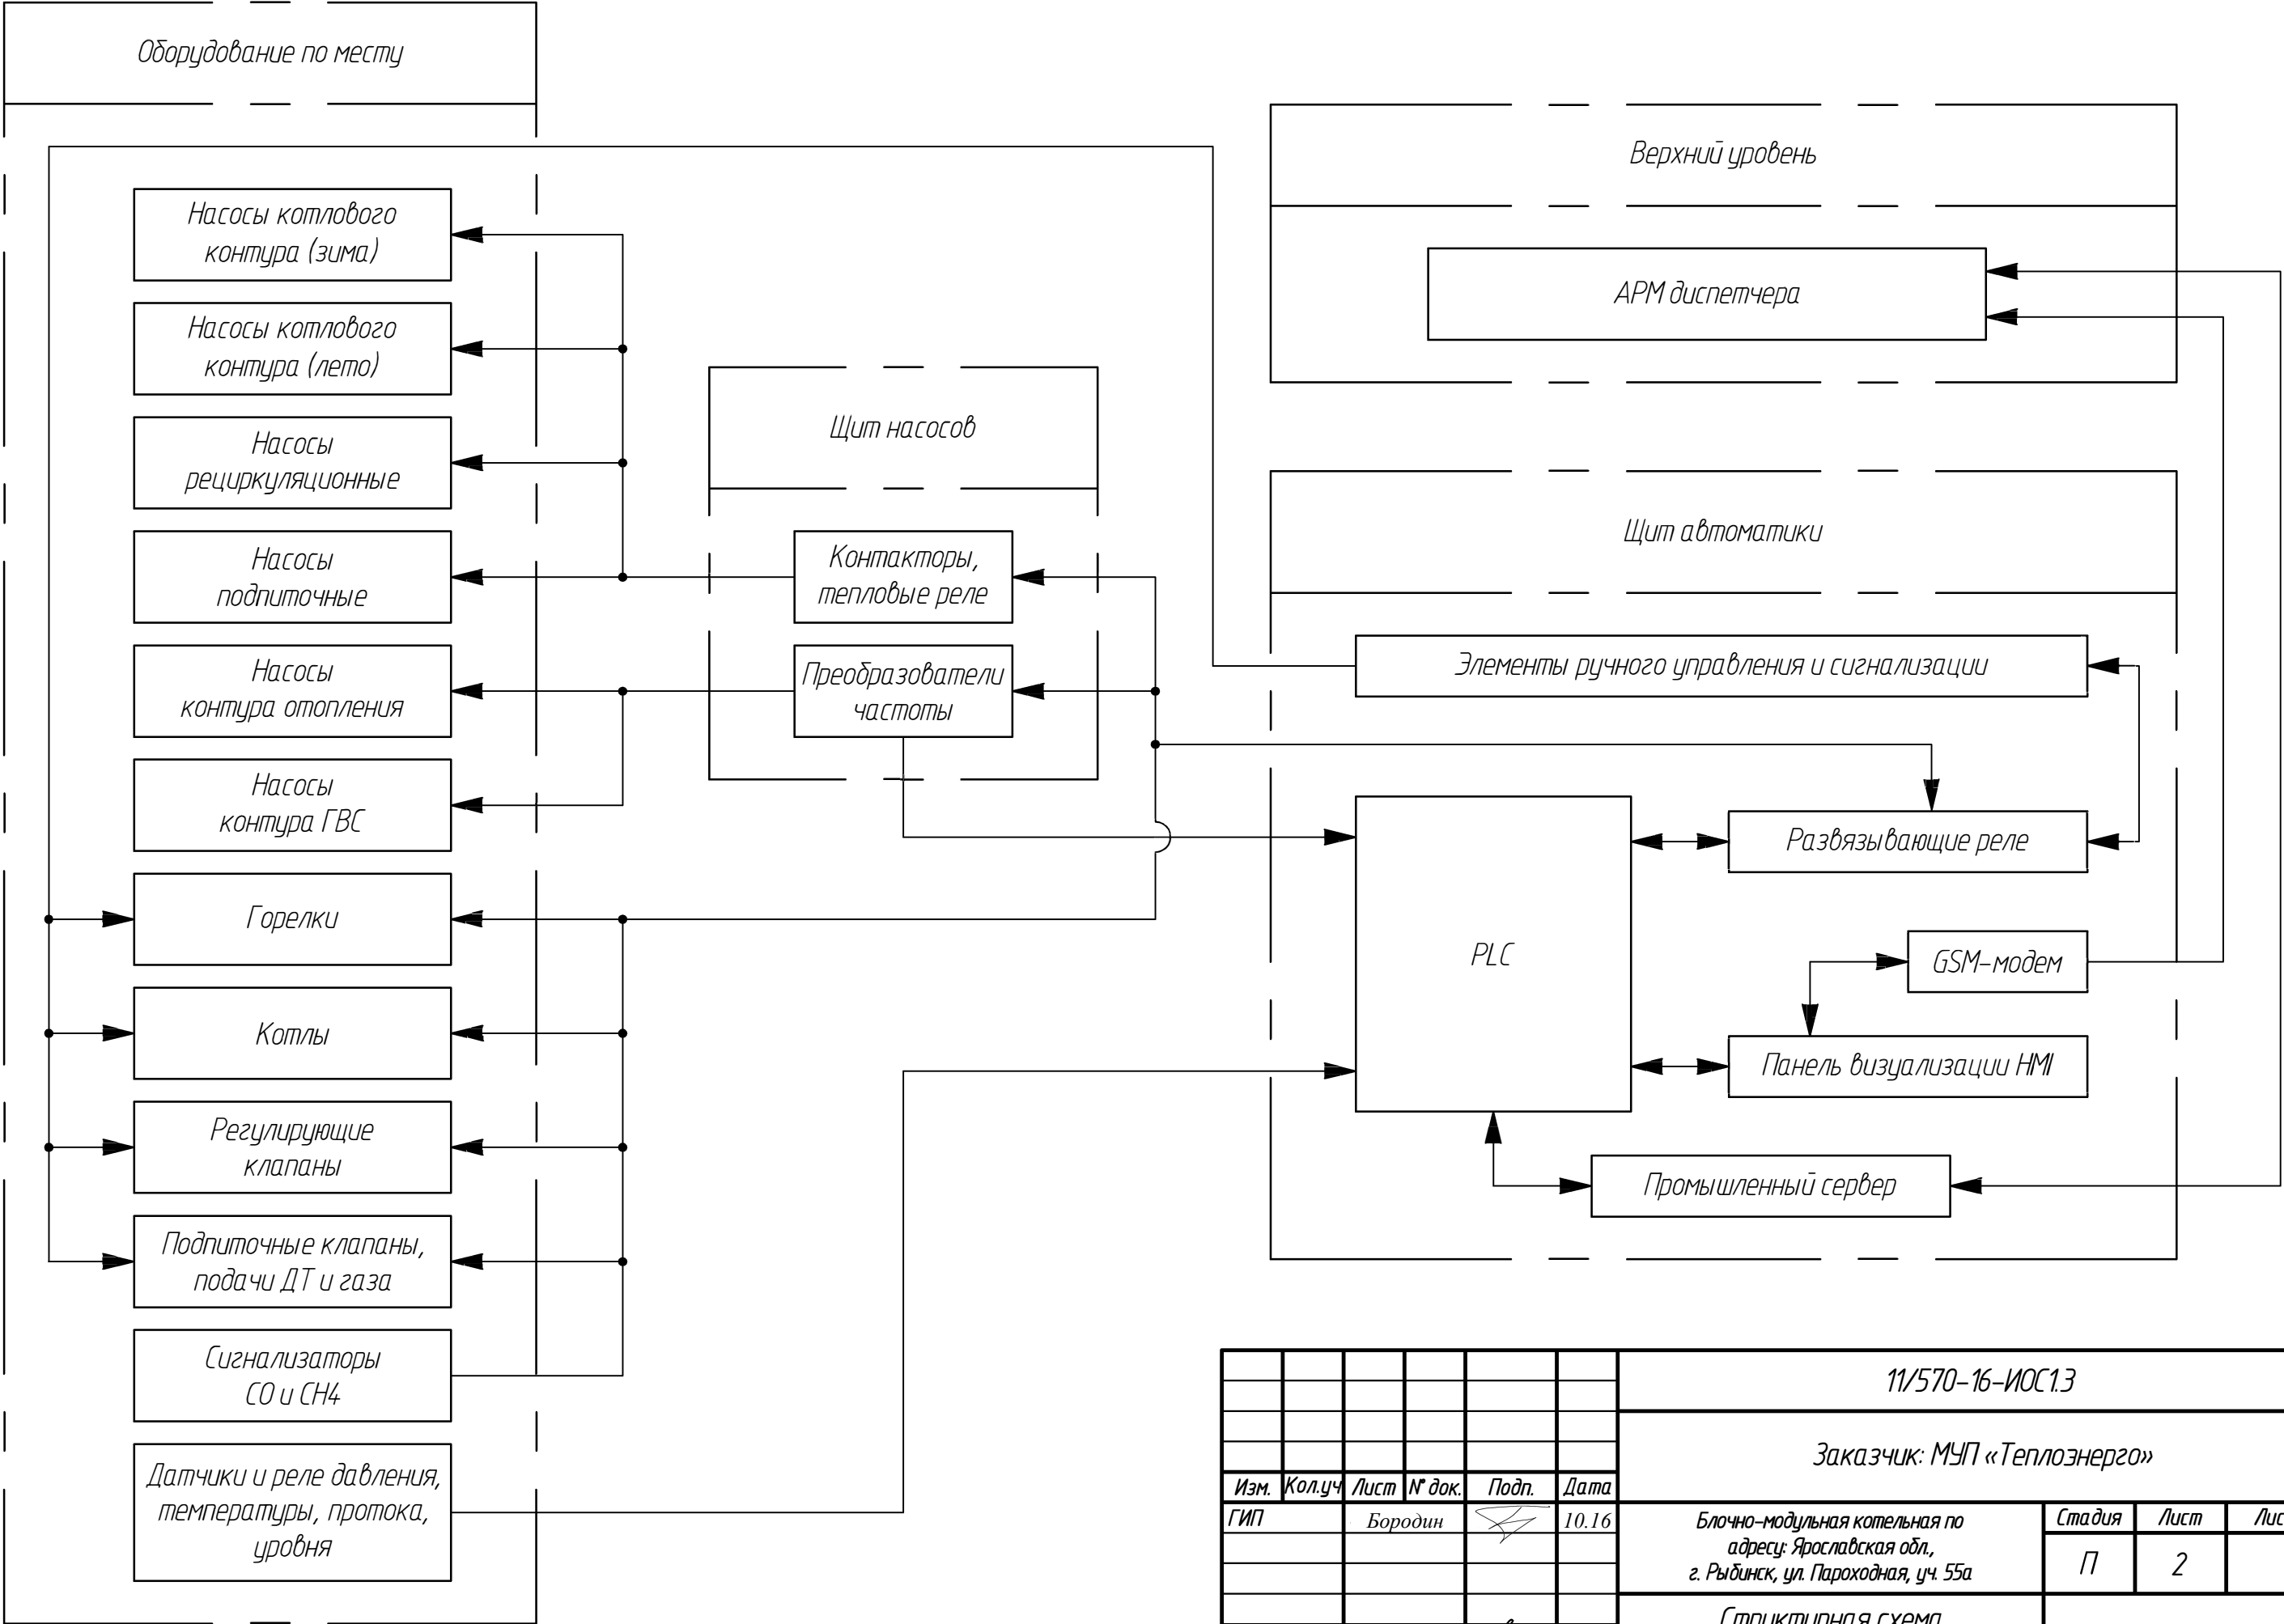 Оборудование по месту
Насосы котлового
контура (зима)
Насосы котлового
контура (лето)
Насосы
рециркуляционные
Насосы
подпиточные
Насосы
контура отопления
Насосы
контура ГВС
Горелки
Котлы
Регулирующие
клапаны
Подпиточные клапаны,
подачи ДТ и газа
Сигнализаторы
СО и СН4
Датчики и реле давления,
температуры, протока,
уровня
Щит насосов
Контакторы,
тепловые реле
Преобразователи
частоты
Верхний уровень
АРМ диспетчера
Щит автоматики
Элементы ручного управления и сигнализации
PLC
Развязывающие реле
GSM-модем
Панель визуализации HMI
Промышленный сервер
11/570-16-ИОС1.3
Заказчик: МУП «Теплоэнерго»
Изм. Кол.уч Лист № док. Подп. Дата
ГИП Бородин 10.16
Блочно-модульная котельная по
адресу: Ярославская обл.,
г. Рыбинск, ул. Пароходная, уч. 55а
Стадия Лист
П 2
Структурная схема